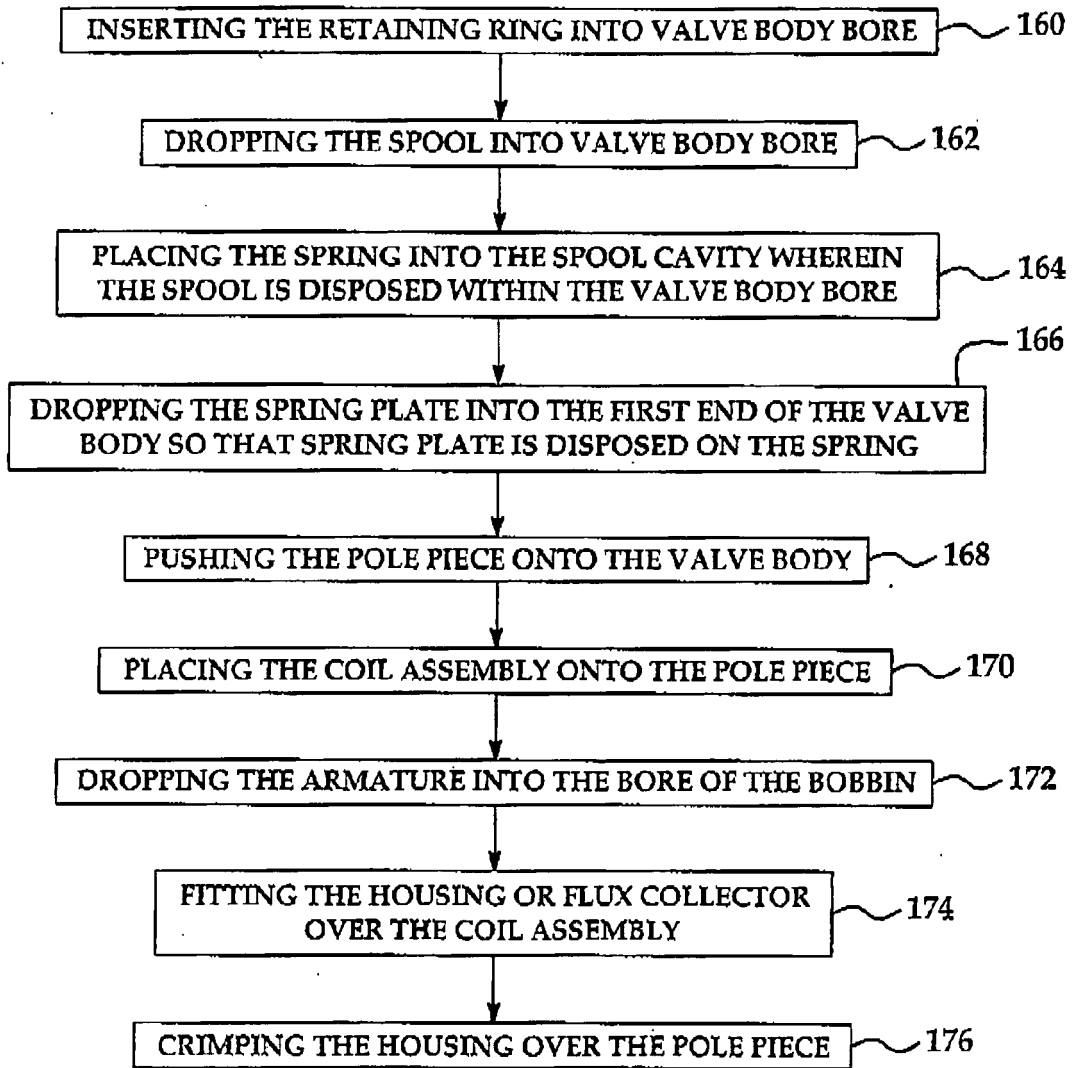 INSERTING THE RETAINING RING INTO VALVE BODY BORE 160
DROPPING THE SPOOL INTO VALVE BODY BORE 162
PLACING THE SPRING INTO THE SPOOL CAVITY WHEREIN
THE SPOOL IS DISPOSED WITHIN THE VALVE BODY BORE 164
166
DROPPING THE SPRING PLATE INTO THE FIRST END OF THE VALVE
BODY SO THAT SPRING PLATE IS DISPOSED ON THE SPRING
PUSHING THE POLE PIECE ONTO THE VALVE BODY 168
PLACING THE COIL ASSEMBLY ONTO THE POLE PIECE 170
DROPPING THE ARMATURE INTO THE BORE OF THE BOBBIN 172
FITTING THE HOUSING OR FLUX COLLECTOR
OVER THE COIL ASSEMBLY 174
CRIMPING THE HOUSING OVER THE POLE PIECE 176